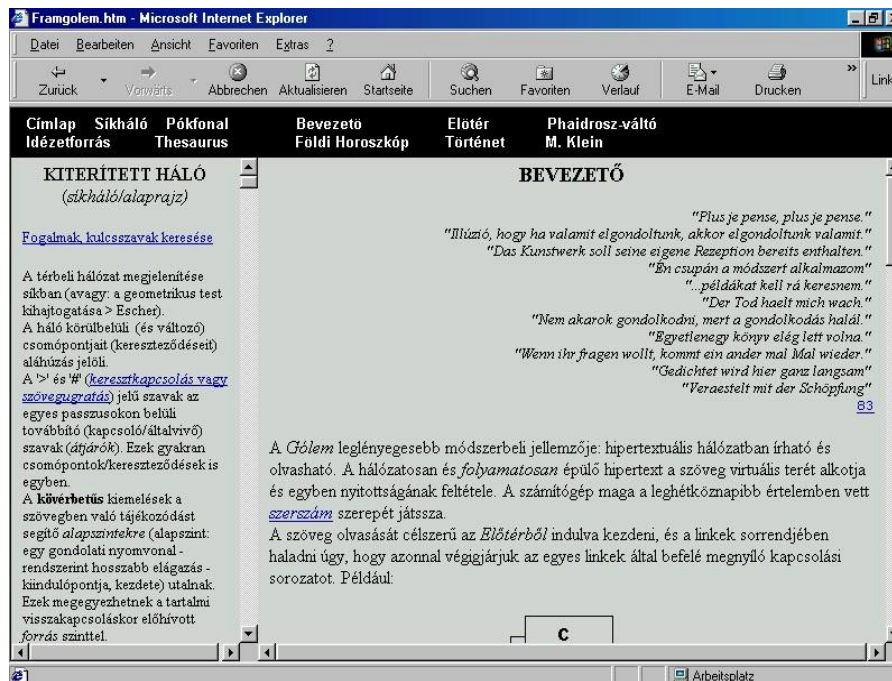 Framgolem.htm - Microsoft Internet Explorer
Datei Bearbeiten Ansicht Favoriten Extras ?
Zurück Vorwärts Abbrechen Aktualisieren Startseite Suchen Favoriten Verlauf E-Mail Drucken » Link
Címlap Síkháló Pókfonal Bevezetö Elötér Phaidrosz-váltó
Idézetforrás Thesaurus Földi Horoszkóp Történet M. Klein
KITERÍTETT HÁLÓ
(síkháló/alaprajz)
Fogalmak, kulcsszavak keresése
A térbeli hálózat megjelenítése
síkban (avagy: a geometrikus test
kihajtogatása > Escher).
A háló körülbelüli (és változó)
csomópontjait (kereszteződéseit)
aláhúzás jelöli.
A '>' és '#' (keresztkapcsolás vagy
szövegugratás) jelű szavak az
egyes passzusokon belüli
továbbító (kapcsoló/általvivő)
szavak (átjárók). Ezek gyakran
csomópontok/kereszteződések is
egyben.
A kövérbetűs kiemelések a
szövegben való tájékozódást
segítő alapszintekre (alapszint:
egy gondolati nyomvonal -
rendszerint hosszabb elágazás -
kiindulópontja, kezdete) utalnak.
Ezek megegyezhetnek a tartalmi
visszakapcsoláskor előhívott
forrás szinttel.
BEVEZETŐ
"Plus je pense, plus je pense."
"Illúzió, hogy ha valamit elgondoltunk, akkor elgondoltunk valamit."
"Das Kunstwerk soll seine eigene Rezeption bereits enthalten."
"Én csupán a módszert alkalmazom"
"...példákat kell rá keresnem."
"Der Tod haelt mich wach."
"Nem akarok gondolkodni, mert a gondolkodás halál."
"Egyetlenegy könyv elég lett volna."
"Wenn ihr fragen wollt, kommt ein ander mal Mal wieder."
"Gedichtet wird hier ganz langsam"
"Veraestelt mit der Schöpfung"
83
A Gólem leglényegesebb módszerbeli jellemzője: hipertextuális hálózatban írható és
olvasható. A hálózatosan és folyamatosan épülő hipertext a szöveg virtuális terét alkotja
és egyben nyitottságának feltétele. A számítógép maga a leghétköznapibb értelemben vett
szerszám szerepét játssza.
A szöveg olvasását célszerű az Előtérből indulva kezdeni, és a linkek sorrendjében
haladni úgy, hogy azonnal végigjárjuk az egyes linkek által befelé megnyíló kapcsolási
sorozatot. Például:
C
Arbeitsplatz